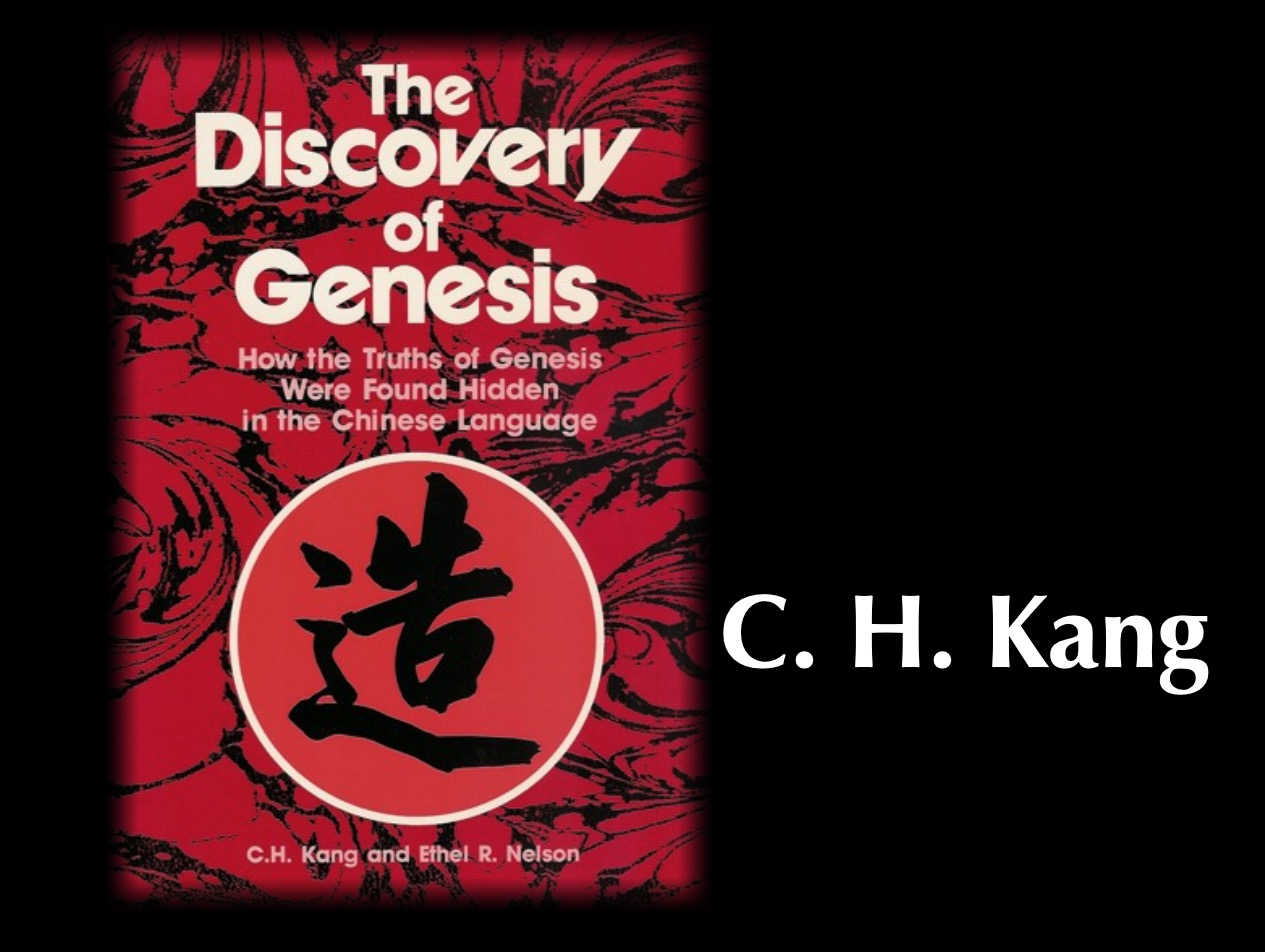 The
Discovery
of
Genesis
How the Truths of Genesis
Were Found Hidden
in the Chinese Language
造
C.H. Kang and Ethel R. Nelson
C. H. Kang